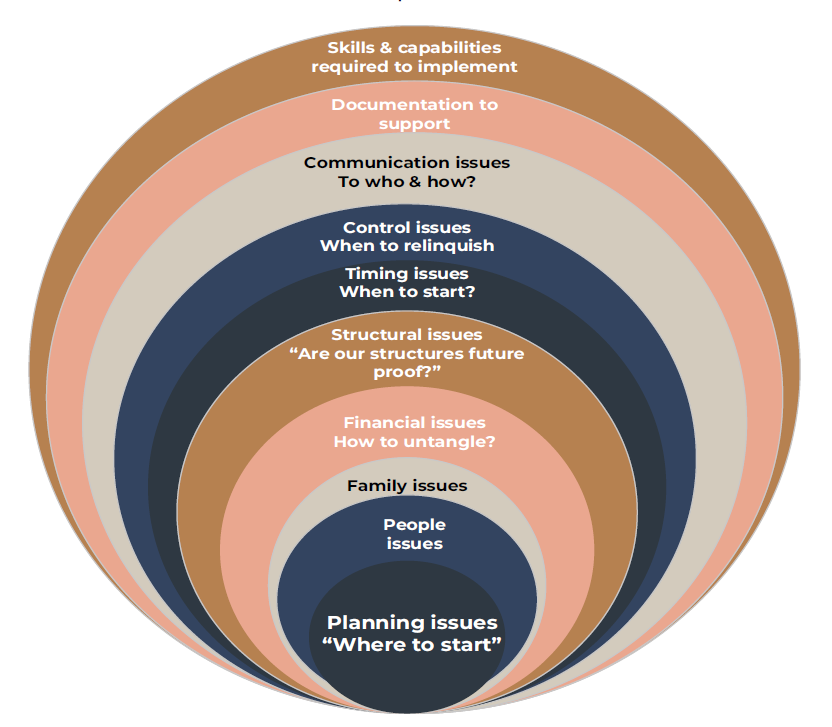 Skills & capabilities
required to implement
Documentation to
support
Communication issues
To who & how?
Control issues
When to relinquish
Timing issues
When to start?
Structural issues
“Are our structures future
proof?”
Financial issues
How to untangle?
Family issues
People
issues
Planning issues
“Where to start”